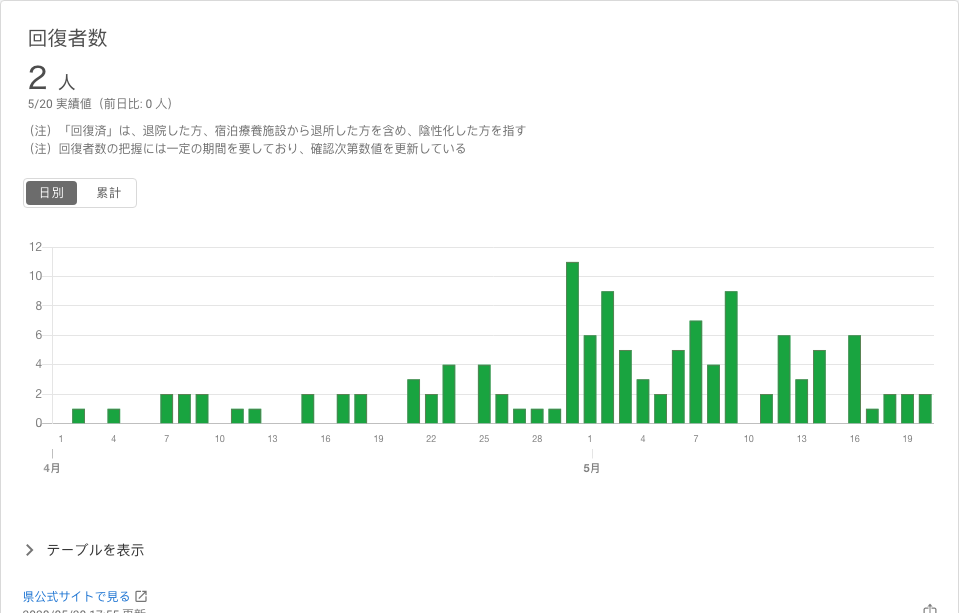 回復者数
2 人
5/20 実績値（前日比: 0 人）
（注）「回復済」は、退院した方、宿泊療養施設から退所した方を含め、陰性化した方を指す
（注）回復者数の把握には一定の期間を要しており、確認次第数値を更新している
日別 累計
12
10
8
6
4
2
0
1 4 7 10 13 16 19 22 25 28 1 4 7 10 13 16 19
4月 5月
テーブルを表示
県公式サイトで見る